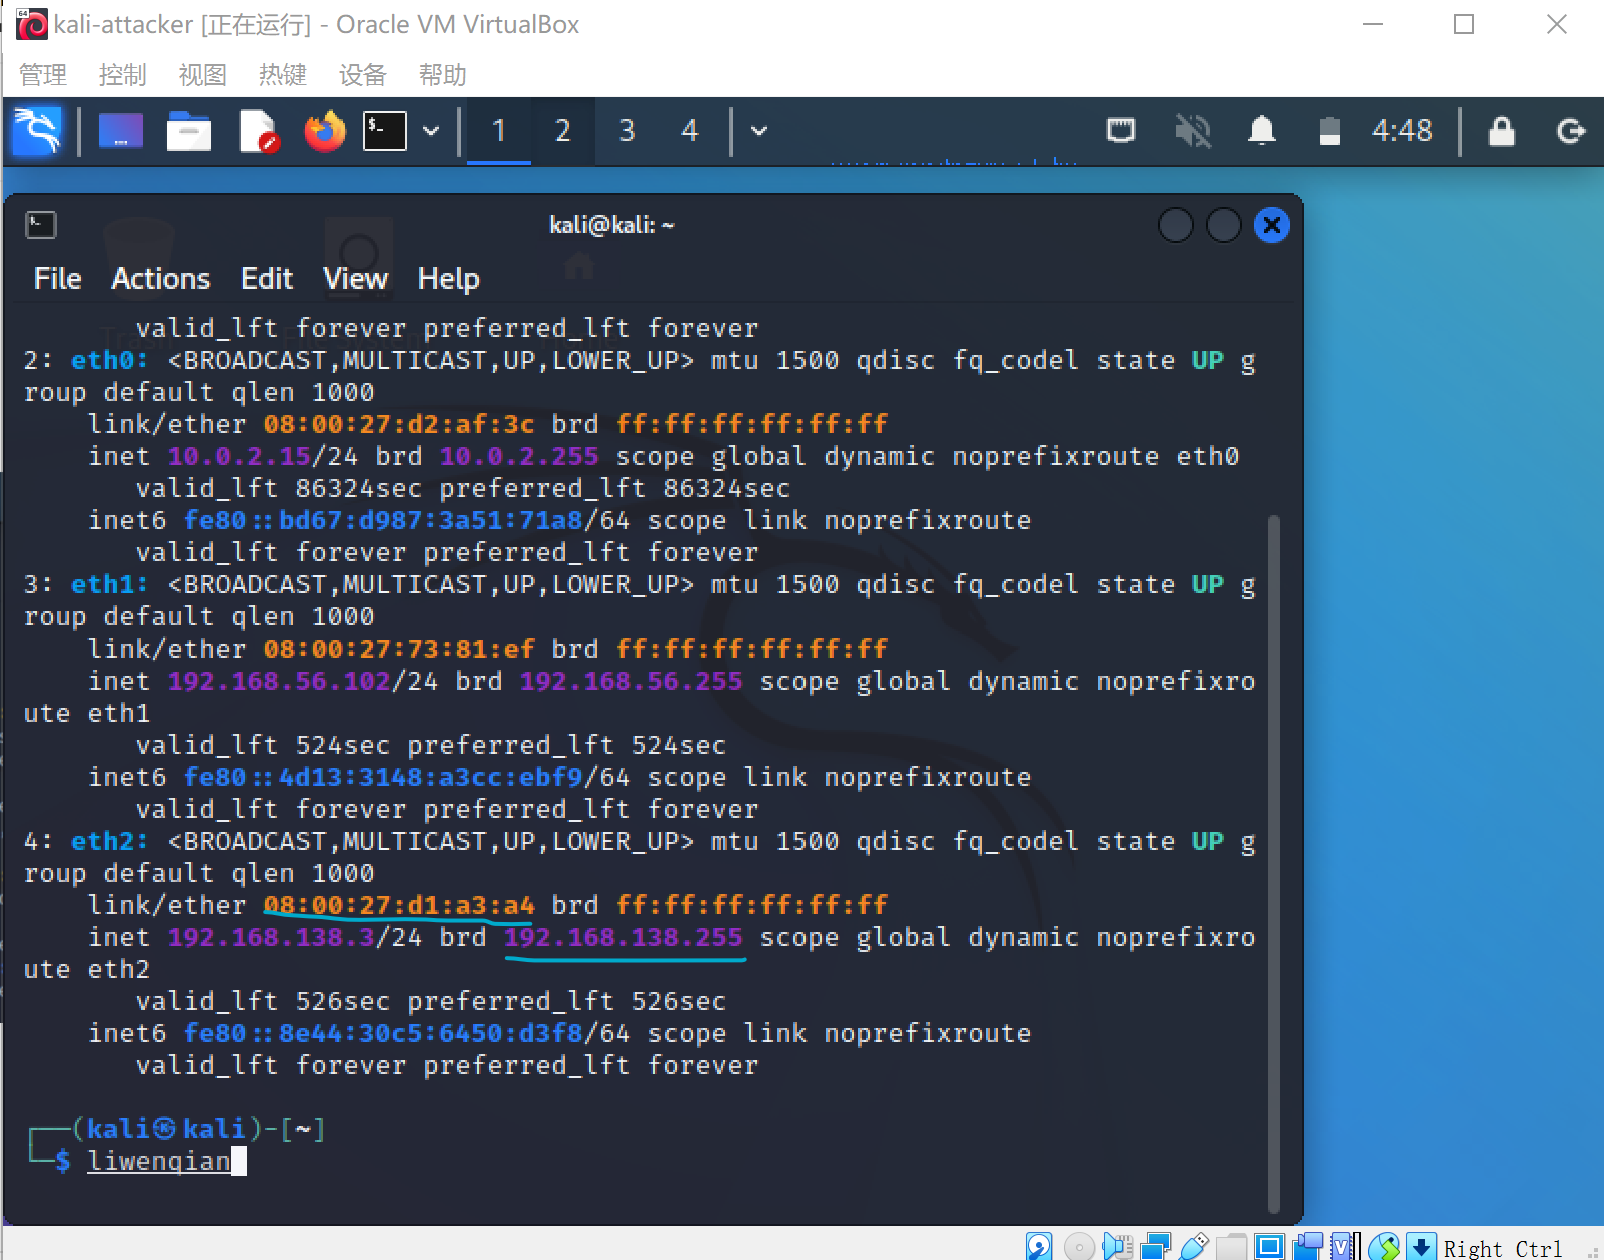 kali-attacker [正在运行] - Oracle VM VirtualBox
管理 控制 视图 热键 设备 帮助
1 2 3 4 4:48
kali@kali: ~
File Actions Edit View Help
valid_lft forever preferred_lft forever
2: eth0: <BROADCAST,MULTICAST,UP,LOWER_UP> mtu 1500 qdisc fq_codel state UP g
roup default qlen 1000
link/ether 08:00:27:d2:af:3c brd ff:ff:ff:ff:ff:ff
inet 10.0.2.15/24 brd 10.0.2.255 scope global dynamic noprefixroute eth0
valid_lft 86324sec preferred_lft 86324sec
inet6 fe80::bd67:d987:3a51:71a8/64 scope link noprefixroute
valid_lft forever preferred_lft forever
3: eth1: <BROADCAST,MULTICAST,UP,LOWER_UP> mtu 1500 qdisc fq_codel state UP g
roup default qlen 1000
link/ether 08:00:27:73:81:ef brd ff:ff:ff:ff:ff:ff
inet 192.168.56.102/24 brd 192.168.56.255 scope global dynamic noprefixro
ute eth1
valid_lft 524sec preferred_lft 524sec
inet6 fe80::4d13:3148:a3cc:ebf9/64 scope link noprefixroute
valid_lft forever preferred_lft forever
4: eth2: <BROADCAST,MULTICAST,UP,LOWER_UP> mtu 1500 qdisc fq_codel state UP g
roup default qlen 1000
link/ether 08:00:27:d1:a3:a4 brd ff:ff:ff:ff:ff:ff
inet 192.168.138.3/24 brd 192.168.138.255 scope global dynamic noprefixro
ute eth2
valid_lft 526sec preferred_lft 526sec
inet6 fe80::8e44:30c5:6450:d3f8/64 scope link noprefixroute
valid_lft forever preferred_lft forever
(kali㉿kali)-[~]
$ liwenqian
Right Ctrl